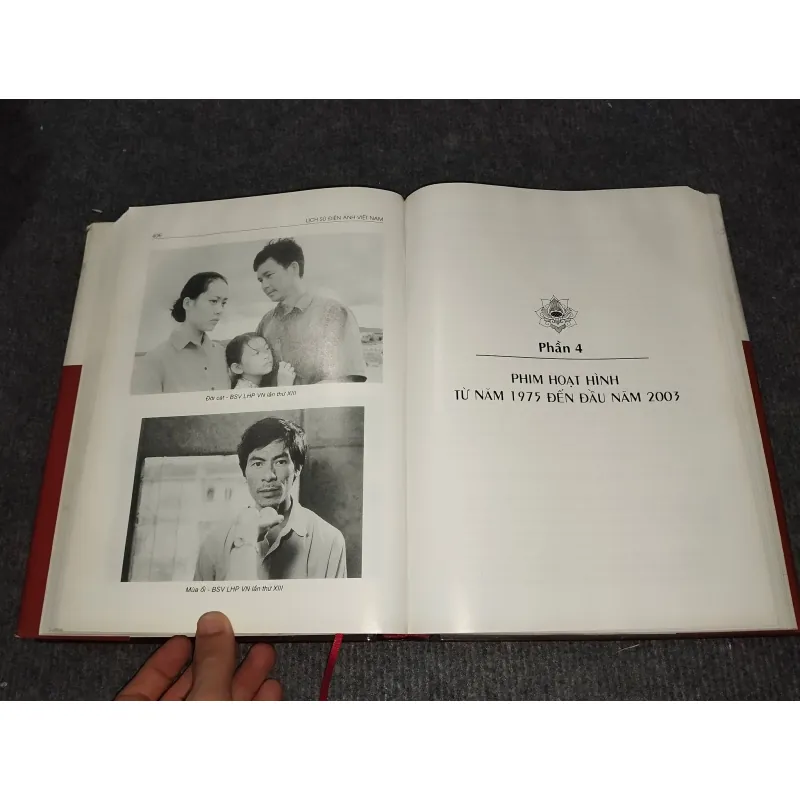 LỊCH SỬ ĐIỆN ẢNH VIỆT NAM
Đời cát - BSV LHP VN lần thứ XIII
Mùa ổi - BSV LHP VN lần thứ XIII
Phần 4
PHIM HOẠT HÌNH
TỪ NĂM 1975 ĐẾN ĐẦU NĂM 2003